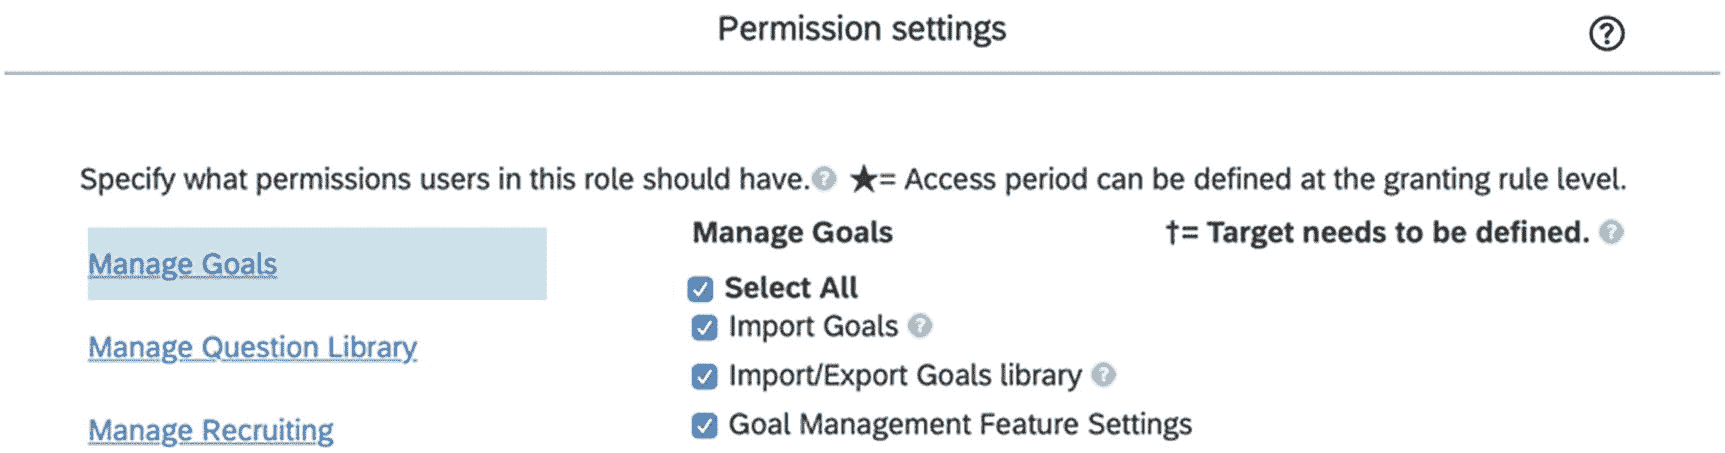 Permission settings
?
Specify what permissions users in this role should have. ? ★= Access period can be defined at the granting rule level.
Manage Goals
Manage Question Library
Manage Recruiting
Manage Goals †= Target needs to be defined. ?
Select All
Import Goals ?
Import/Export Goals library ?
Goal Management Feature Settings